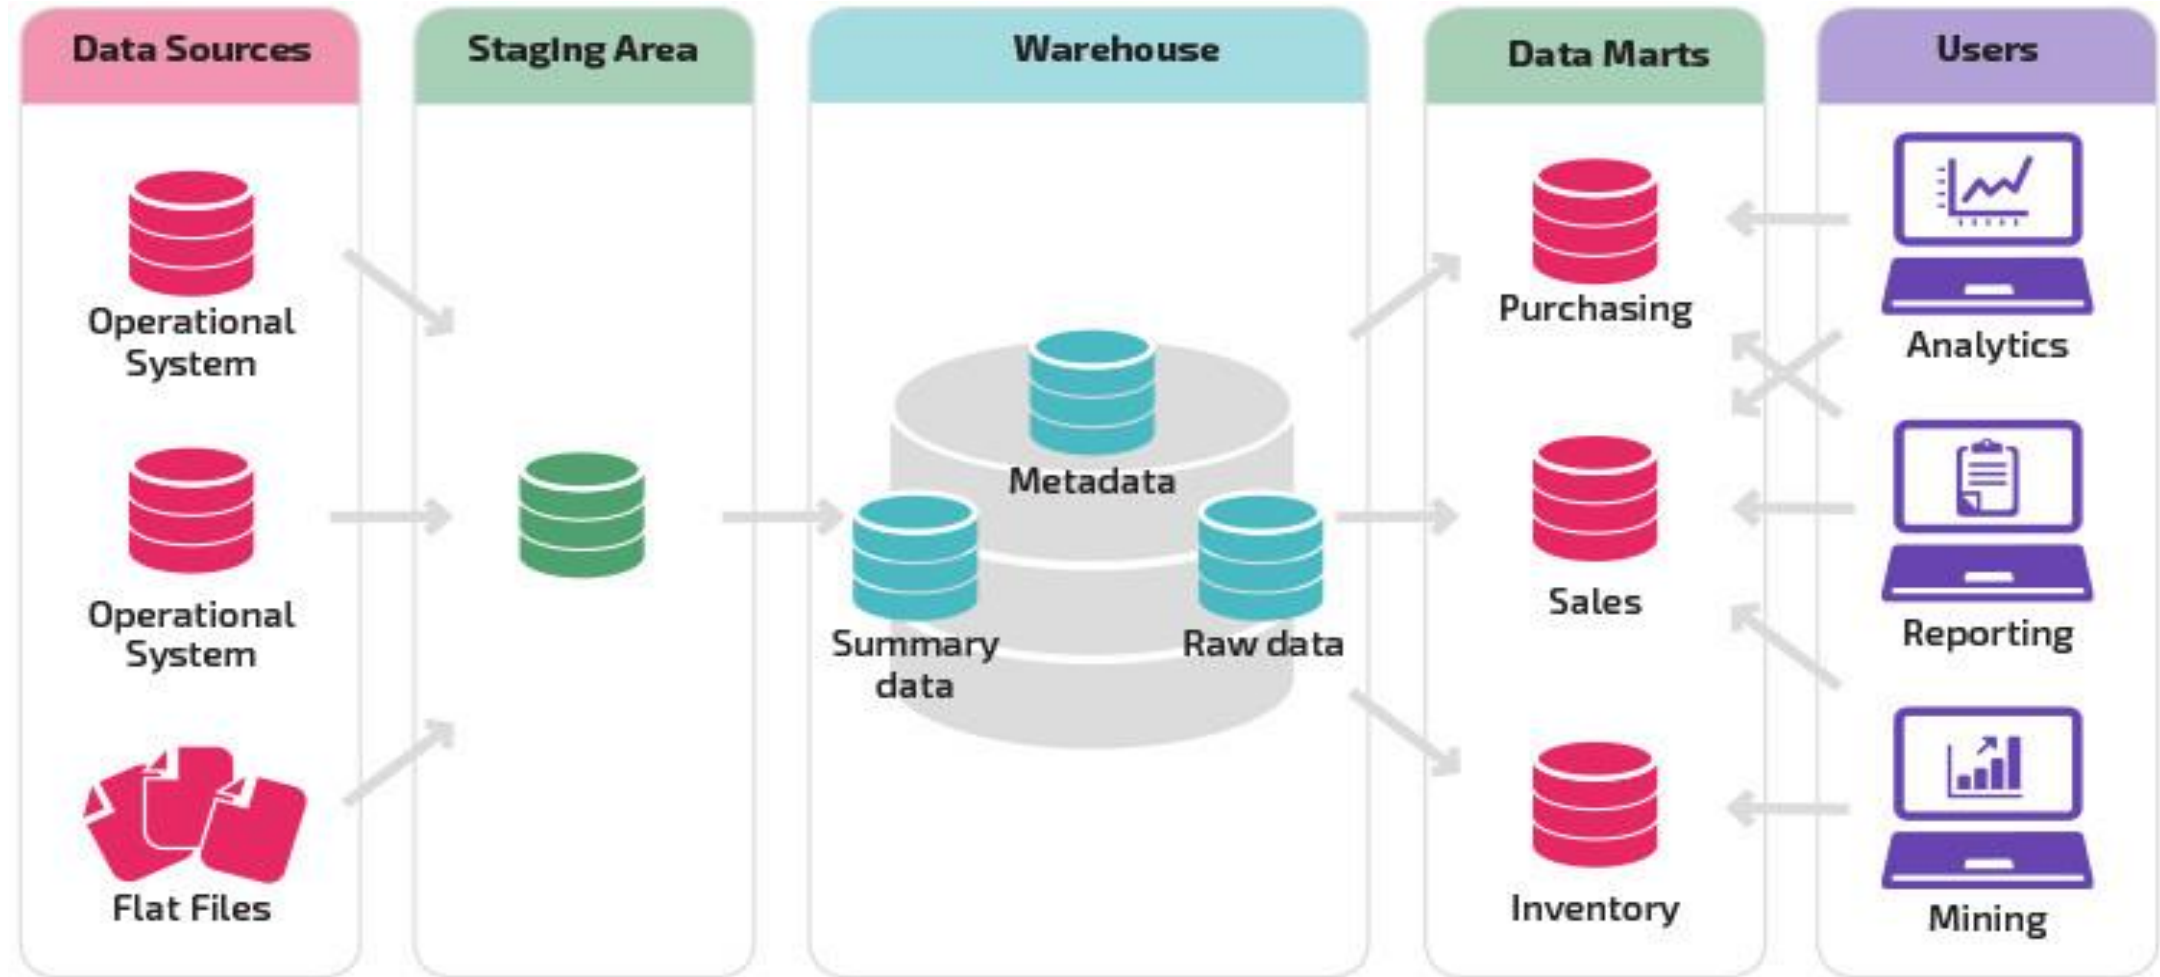 Data Sources
Staging Area
Warehouse
Data Marts
Users
Operational
System
Operational
System
Flat Files
Metadata
Summary
data
Raw data
Purchasing
Sales
Inventory
Analytics
Reporting
Mining